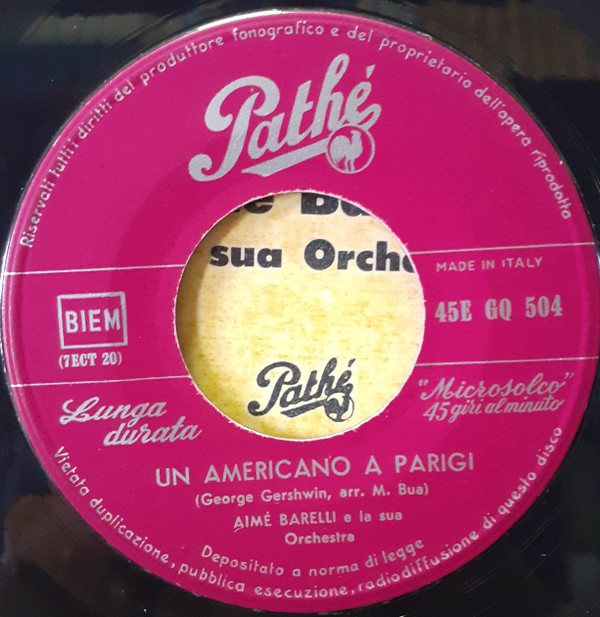 Riservati tutti diritti del produttore fonografico e del proprietario dell'opera riprodotta
Pathé
sua Orche
MADE IN ITALY
45E GQ 504
BIEM
(7ECT 20)
Pathé
Lunga
durata
"Microsolco"
45 giri al minuto
UN AMERICANO A PARIGI
(George Gershwin, arr. M. Bua)
AIMÉ BARELLI e la sua
Orchestra
Depositato a norma di legge
Vietata duplicazione, pubblica esecuzione, radiodiffusione di questo disco